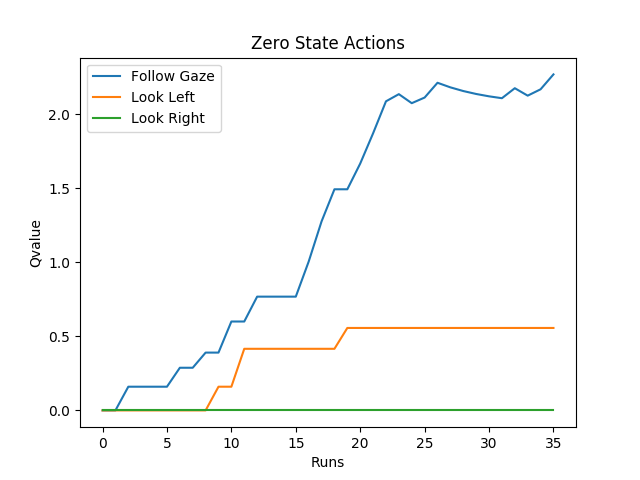 Zero State Actions
Follow Gaze
Look Left
Look Right
Qvalue
2.0
1.5
1.0
0.5
0.0
0 5 10 15 20 25 30 35
Runs